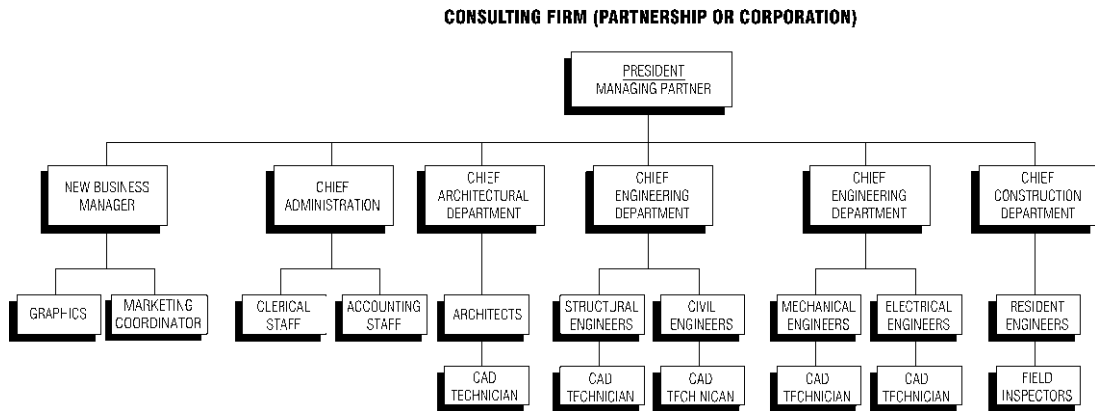 CONSULTING FIRM (PARTNERSHIP OR CORPORATION)
PRESIDENT
MANAGING PARTNER
NEW BUSINESS
MANAGER
CHIEF
ADMINISTRATION
CHIEF
ARCHITECTURAL
DEPARTMENT
CHIEF
ENGINEERING
DEPARTMENT
CHIEF
ENGINEERING
DEPARTMENT
CHIEF
CONSTRUCTION
DEPARTMENT
GRAPHICS
MARKETING
COORDINATOR
CLERICAL
STAFF
ACCOUNTING
STAFF
ARCHITECTS
STRUCTURAL
ENGINEERS
CIVIL
ENGINEERS
MECHANICAL
ENGINEERS
ELECTRICAL
ENGINEERS
RESIDENT
ENGINEERS
CAD
TECHNICIAN
CAD
TECHNICIAN
CAD
TECHNICAN
CAD
TECHNICIAN
CAD
TECHNICIAN
FIELD
INSPECTORS